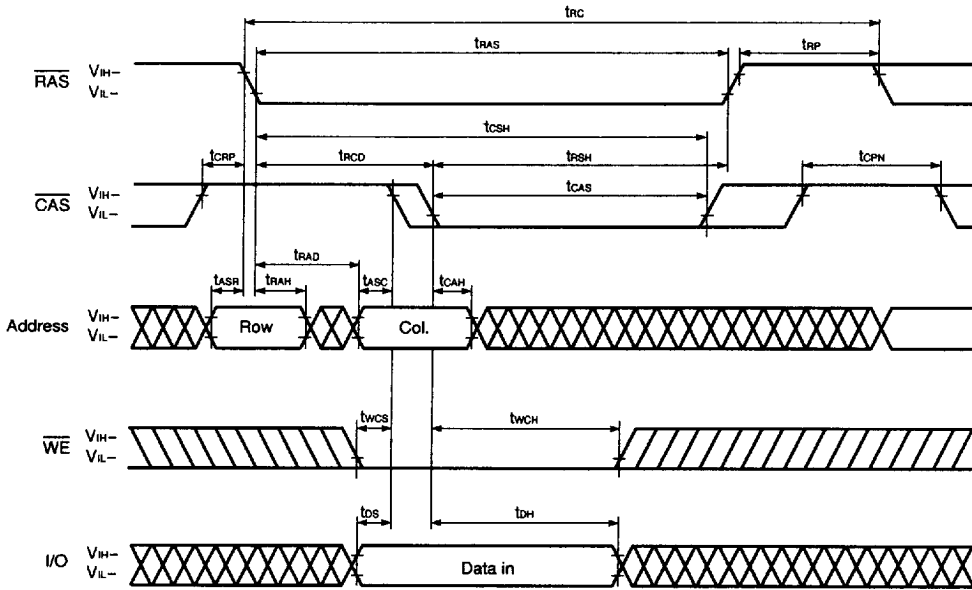 tRC
tRAS
tRP
RAS
VIH–
VIL–
tCSH
tCRP
tRCD
tRSH
tCPN
tCAS
CAS
VIH–
VIL–
tRAD
tASR
tRAH
tASC
tCAH
Address
VIH–
VIL–
Row
Col.
tWCS
tWCH
WE
VIH–
VIL–
tDS
tDH
I/O
VIH–
VIL–
Data in